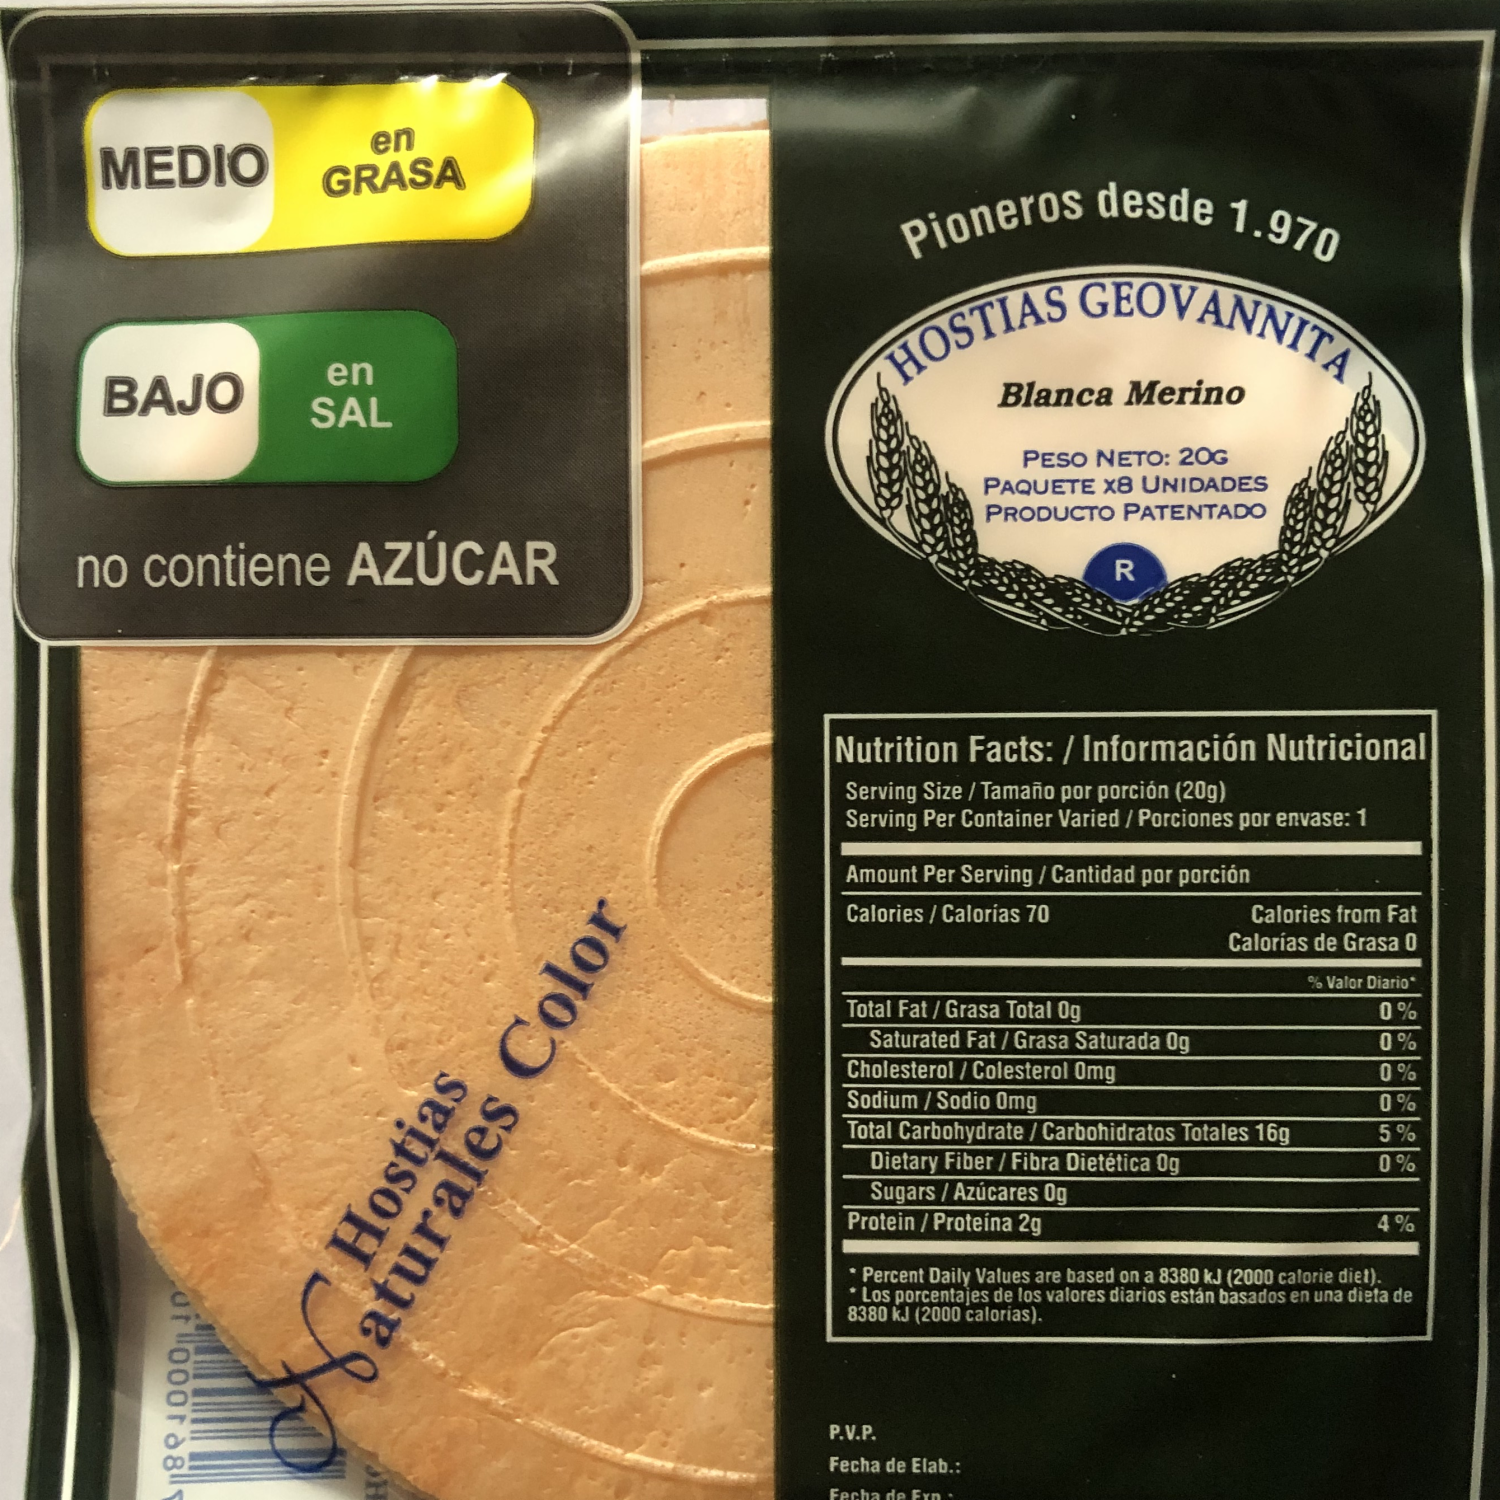 MEDIO
en
GRASA
BAJO
en
SAL
no contiene AZÚCAR
Pioneros desde 1.970
HOSTIAS GEOVANNITA
Blanca Merino
PESO NETO: 20G
PAQUETE X8 UNIDADES
PRODUCTO PATENTADO
R
Nutrition Facts: / Información Nutricional
Serving Size / Tamaño por porción (20g)
Serving Per Container Varied / Porciones por envase: 1
Amount Per Serving / Cantidad por porción
Calories / Calorías 70 Calories from Fat
Calorías de Grasa 0
% Valor Diario*
Total Fat / Grasa Total 0g 0 %
Saturated Fat / Grasa Saturada 0g 0 %
Cholesterol / Colesterol 0mg 0 %
Sodium / Sodio 0mg 0 %
Total Carbohydrate / Carbohidratos Totales 16g 5 %
Dietary Fiber / Fibra Dietética 0g 0 %
Sugars / Azúcares 0g
Protein / Proteína 2g 4 %
* Percent Daily Values are based on a 8380 kJ (2000 calorie diet).
* Los porcentajes de los valores diarios están basados en una dieta de
8380 kJ (2000 calorías).
P.V.P.
Fecha de Elab.:
Fecha de Exp.:
Hostias
Naturales Color